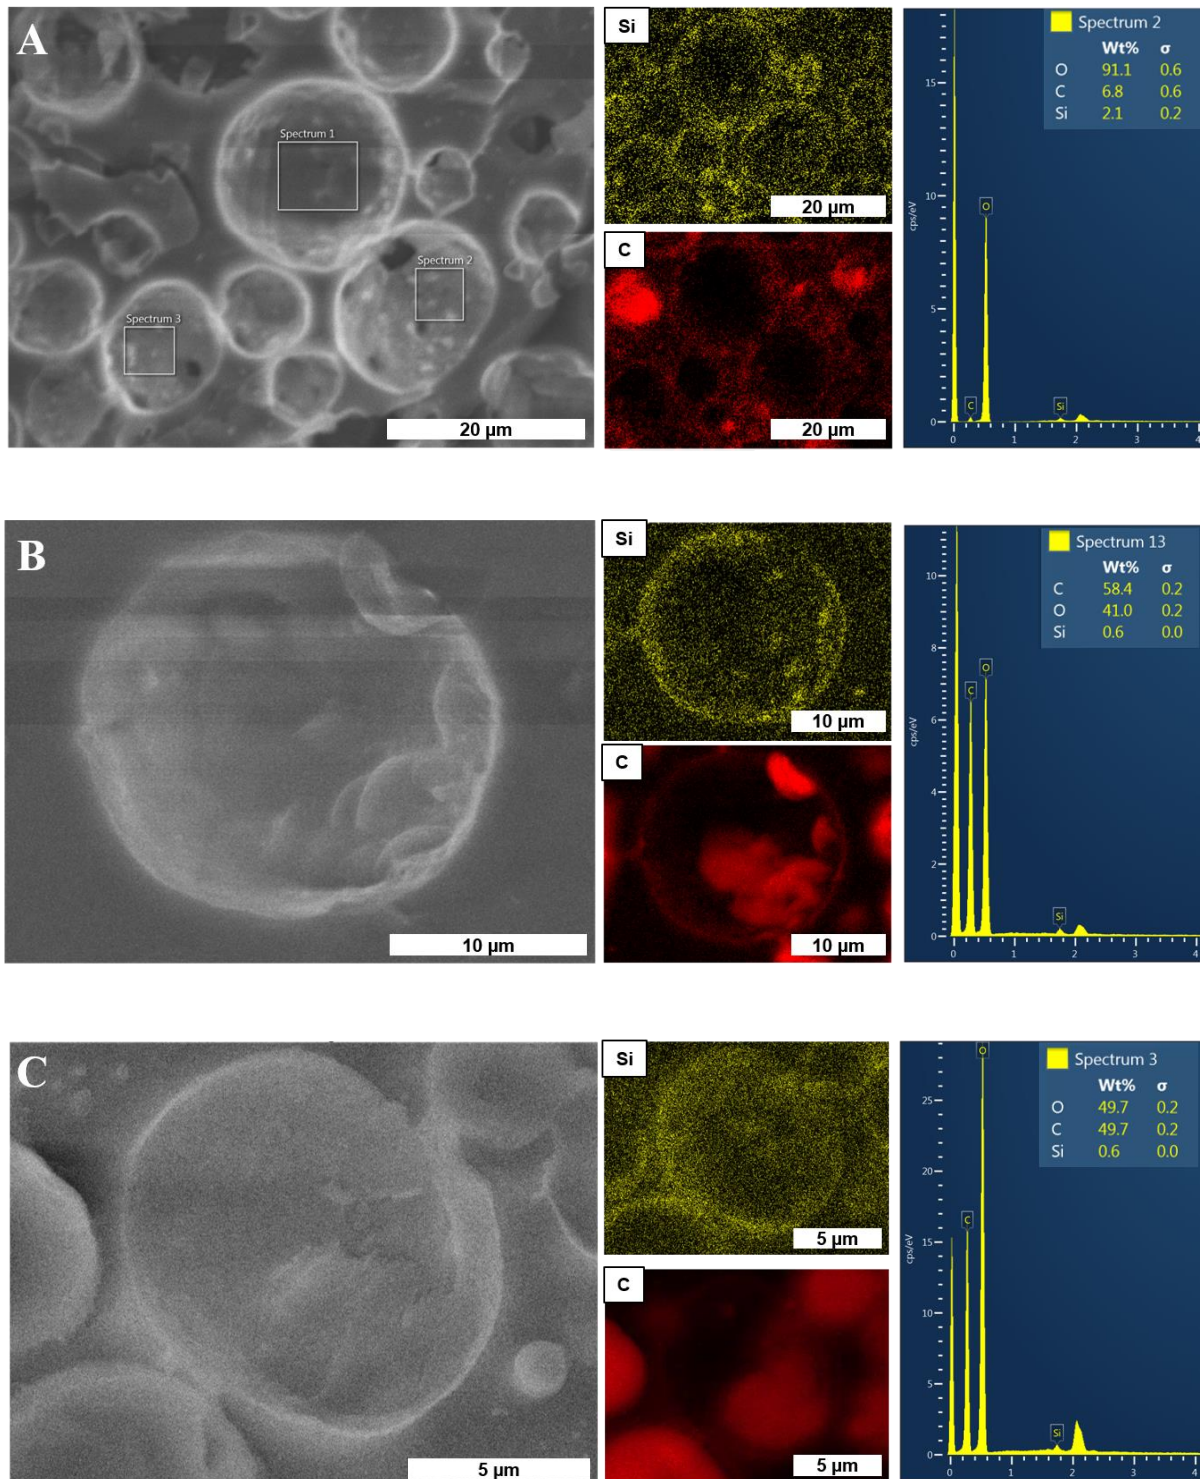 A
Spectrum 1
Spectrum 2
Spectrum 3
20 µm
Si
20 µm
C
20 µm
Spectrum 2
Wt% σ
O 91.1 0.6
C 6.8 0.6
Si 2.1 0.2
cps/eV
15
10
5
0
C
O
Si
0 1 2 3 4
B
10 µm
Si
10 µm
C
10 µm
Spectrum 13
Wt% σ
C 58.4 0.2
O 41.0 0.2
Si 0.6 0.0
cps/eV
10
8
6
4
2
0
C
O
Si
0 1 2 3 4
C
5 µm
Si
5 µm
C
5 µm
Spectrum 3
Wt% σ
O 49.7 0.2
C 49.7 0.2
Si 0.6 0.0
cps/eV
25
20
15
10
5
0
O
C
Si
0 1 2 3 4